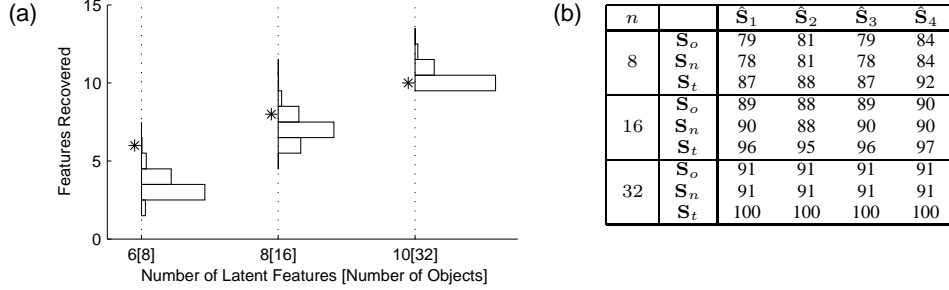 (a)
15
10
5
0
Features Recovered
6[8] 8[16] 10[32]
Number of Latent Features [Number of Objects]
(b)
n Ŝ1 Ŝ2 Ŝ3 Ŝ4
8 So 79 81 79 84
Sn 78 81 78 84
St 87 88 87 92
16 So 89 88 89 90
Sn 90 88 90 90
St 96 95 96 97
32 So 91 91 91 91
Sn 91 91 91 91
St 100 100 100 100